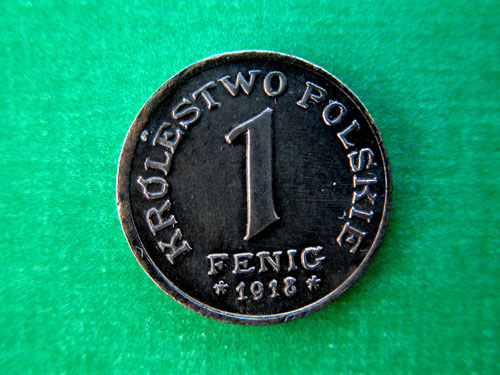 KRÓLESTWO POLSKIE
1
FENIG
*1918*